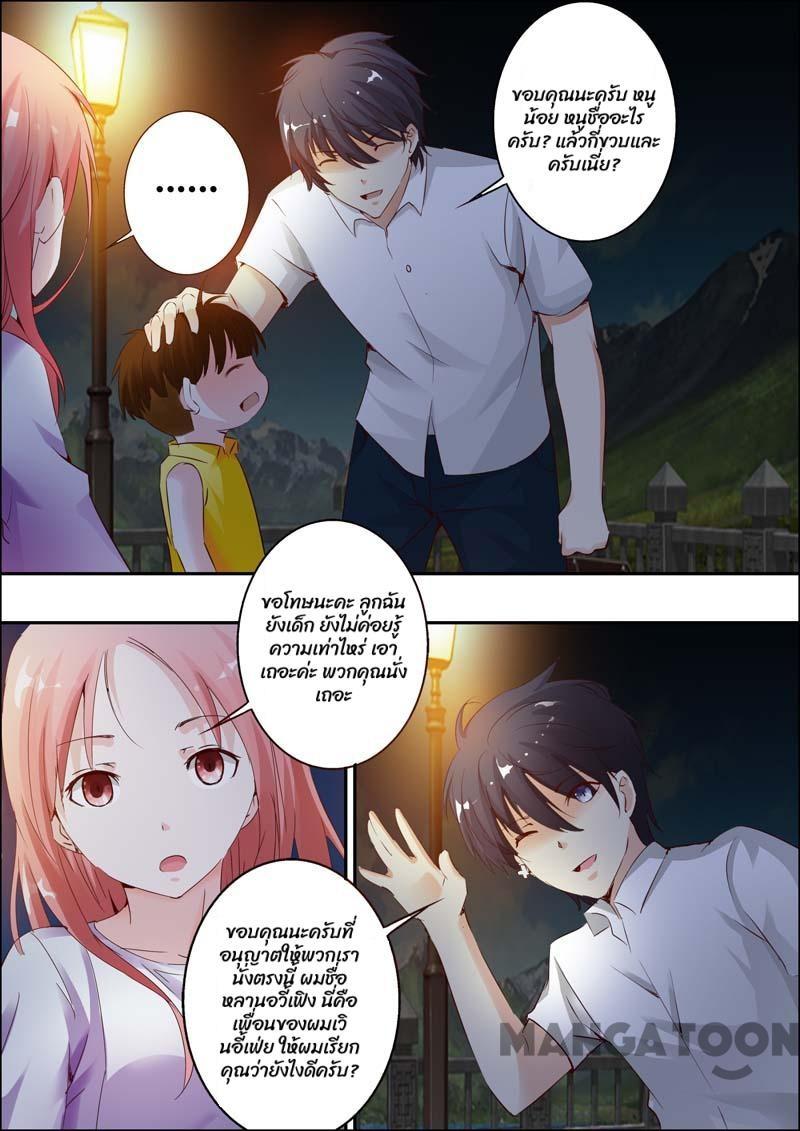 ขอบคุณนะครับ หนู
น้อย หนูชื่ออะไร
ครับ? แล้วกี่ขวบและ
ครับเนี่ย?
......
ขอโทษนะคะ ลูกฉัน
ยังเด็ก ยังไม่ค่อยรู้
ความเท่าไหร่ เอา
เถอะค่ะ พวกคุณนั่ง
เถอะ
ขอบคุณนะครับที่
อนุญาตให้พวกเรา
นั่งตรงนี้ ผมชื่อ
หลานอวี้เฟิง นี่คือ
เพื่อนของผมเวิ
นอี้เฟย ให้ผมเรียก
คุณว่ายังไงดีครับ?
MANGATOON